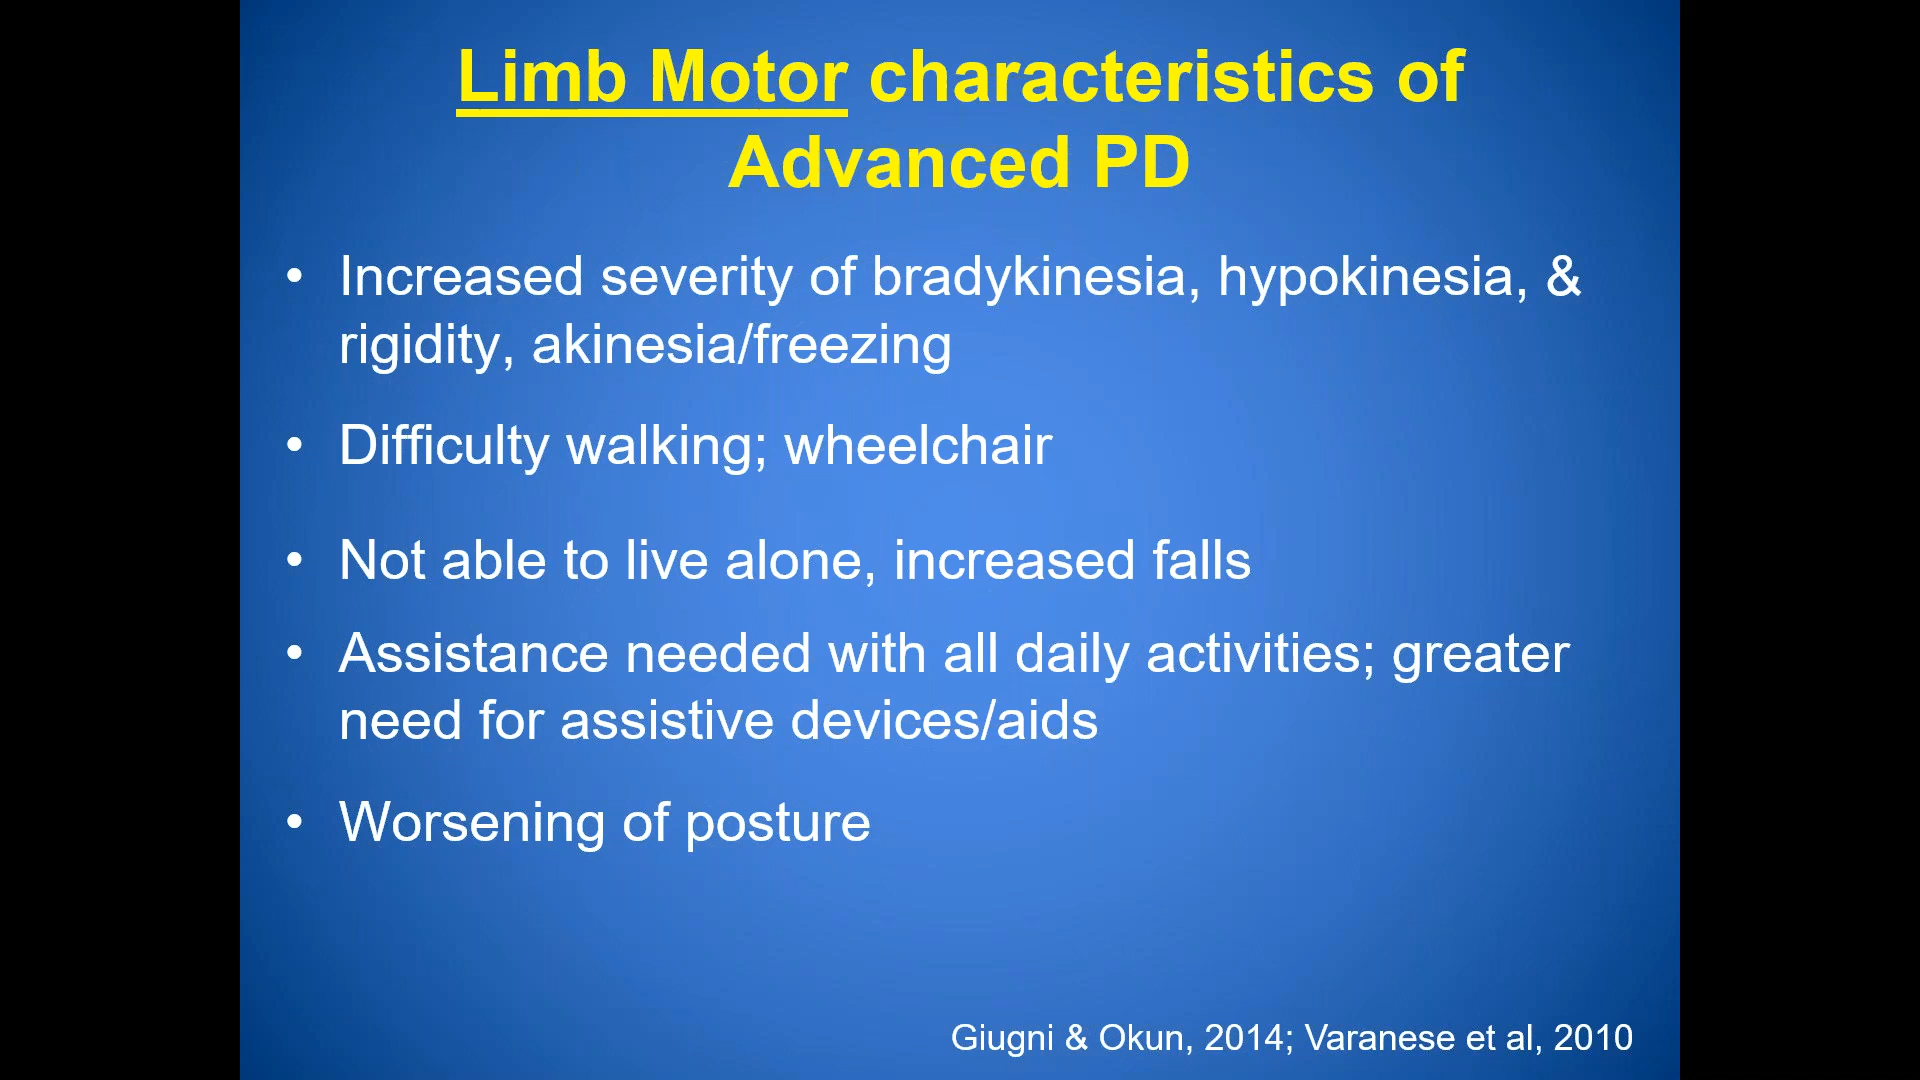 Limb Motor characteristics of
Advanced PD
• Increased severity of bradykinesia, hypokinesia, &
rigidity, akinesia/freezing
• Difficulty walking; wheelchair
• Not able to live alone, increased falls
• Assistance needed with all daily activities; greater
need for assistive devices/aids
• Worsening of posture
Giugni & Okun, 2014; Varanese et al, 2010